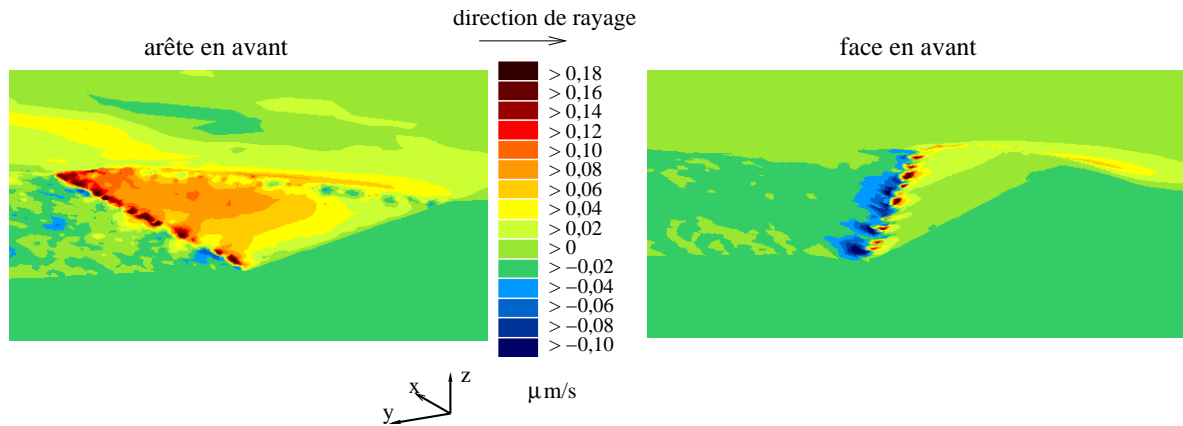 direction de rayage
arête en avant
face en avant
> 0,18
> 0,16
> 0,14
> 0,12
> 0,10
> 0,08
> 0,06
> 0,04
> 0,02
> 0
> −0,02
> −0,04
> −0,06
> −0,08
> −0,10
µm/s
z
x
y